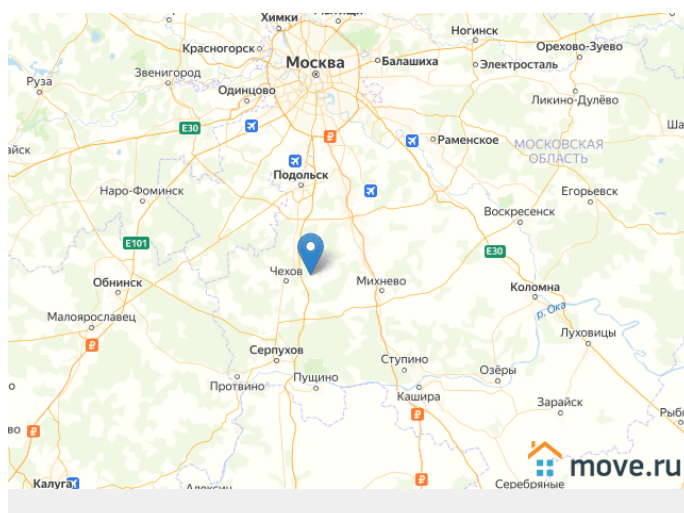 Химки
Ногинск
Красногорск
Орехово-Зуево
Москва
Балашиха
Электросталь
Звенигород
Руза
Одинцово
Ликино-Дулёво
E30
Раменское
МОСКОВСКАЯ
ОБЛАСТЬ
Подольск
Наро-Фоминск
Егорьевск
Воскресенск
E101
E30
Чехов
Обнинск
Михнево
Коломна
р. Ока
Малоярославец
Луховицы
Серпухов
Ступино
Озёры
Протвино
Пущино
Кашира
Зарайск
move.ru
Калуга
Серебряные